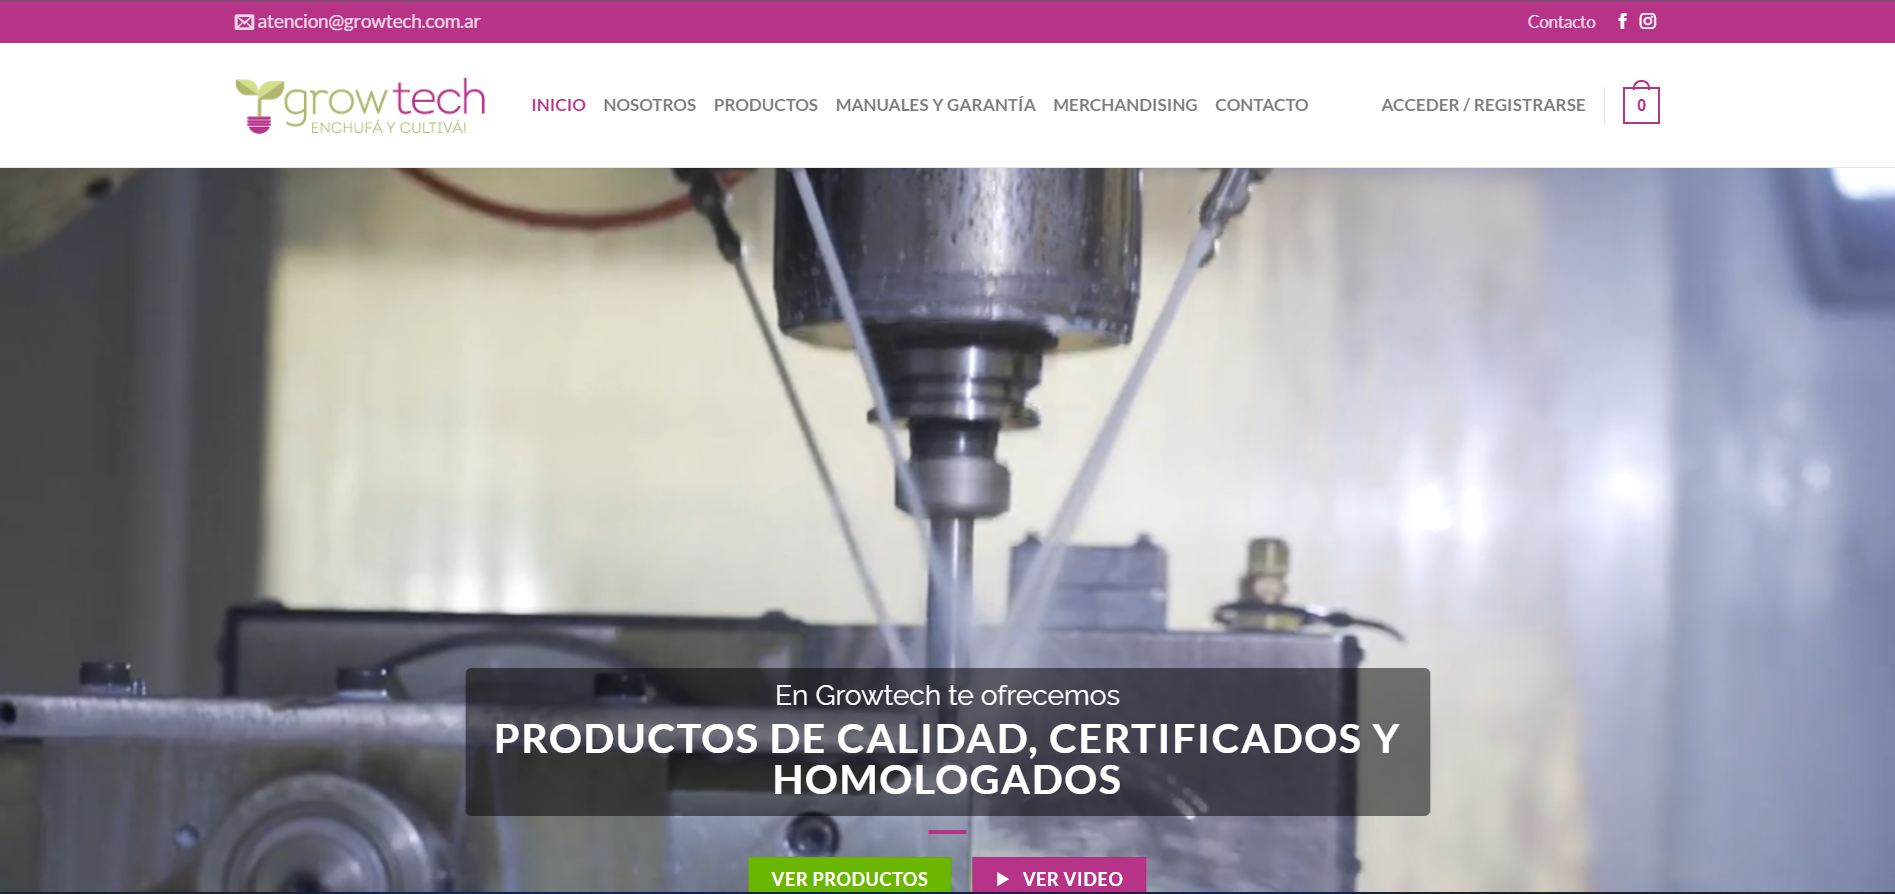 atencion@growtech.com.ar
Contacto
growtech
ENCHUFÁ Y CULTIVÁ!
INICIO
NOSOTROS
PRODUCTOS
MANUALES Y GARANTÍA
MERCHANDISING
CONTACTO
ACCEDER / REGISTRARSE
0
En Growtech te ofrecemos
PRODUCTOS DE CALIDAD, CERTIFICADOS Y
HOMOLOGADOS
VER PRODUCTOS
VER VIDEO